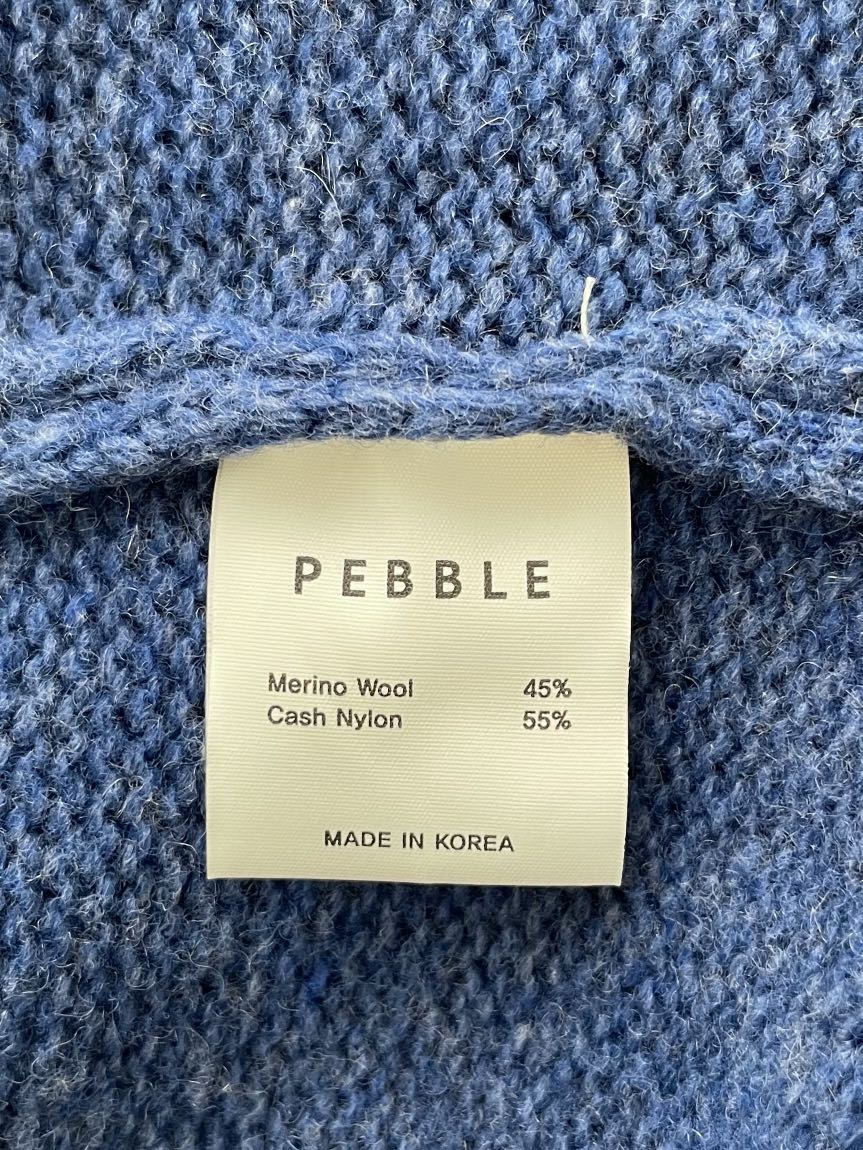 PEBBLE
Merino Wool 45%
Cash Nylon 55%
MADE IN KOREA